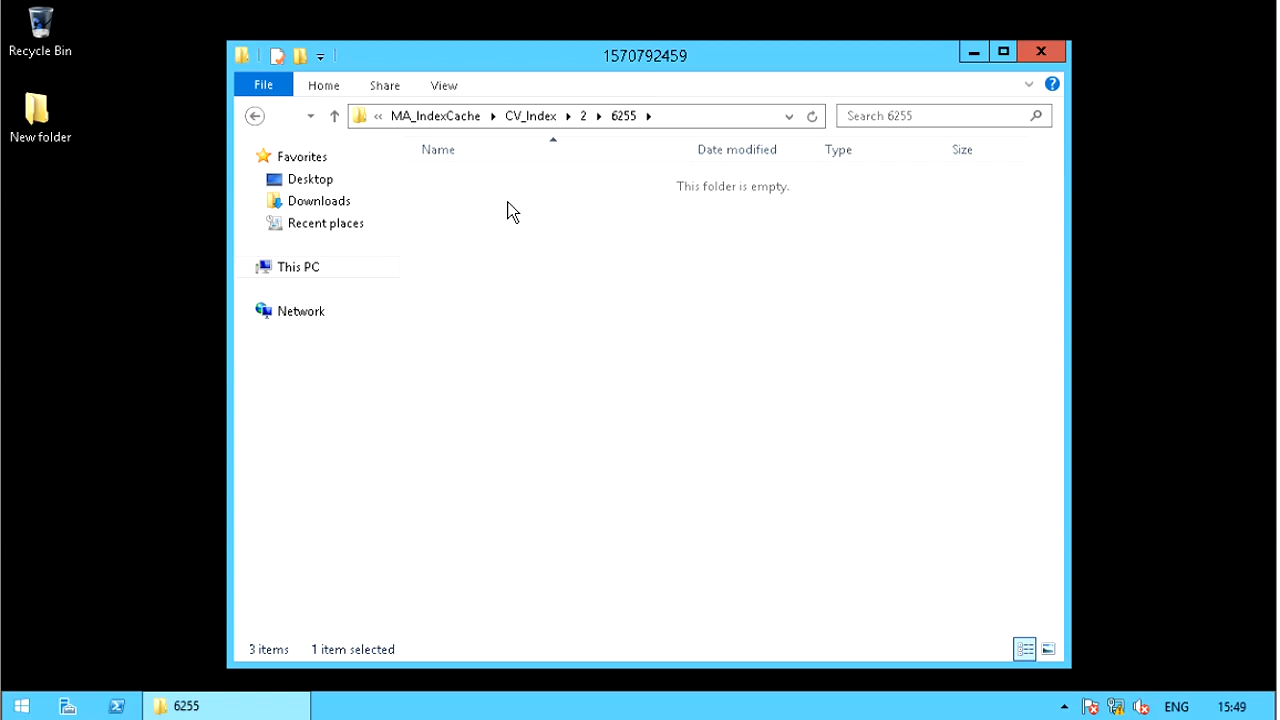 Recycle Bin
New folder
1570792459
File Home Share View
« MA_IndexCache CV_Index 2 6255
Search 6255
Name Date modified Type Size
This folder is empty.
Favorites
Desktop
Downloads
Recent places
This PC
Network
3 items 1 item selected
6255
ENG 15:49